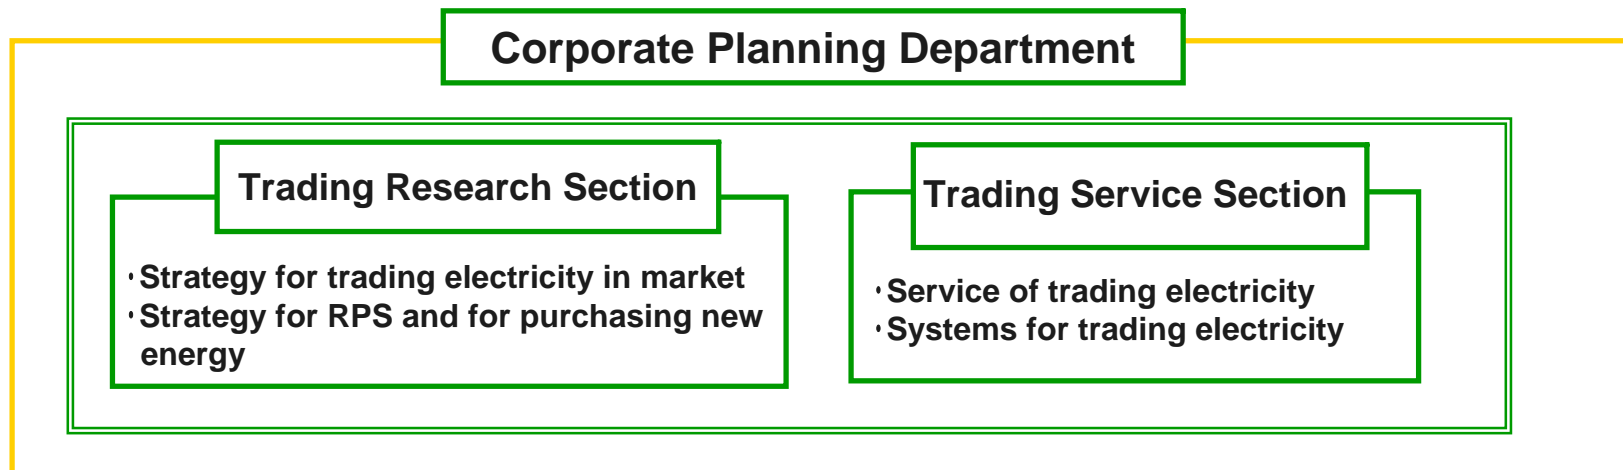 Corporate Planning Department
Trading Research Section
・Strategy for trading electricity in market
・Strategy for RPS and for purchasing new
energy
Trading Service Section
・Service of trading electricity
・Systems for trading electricity